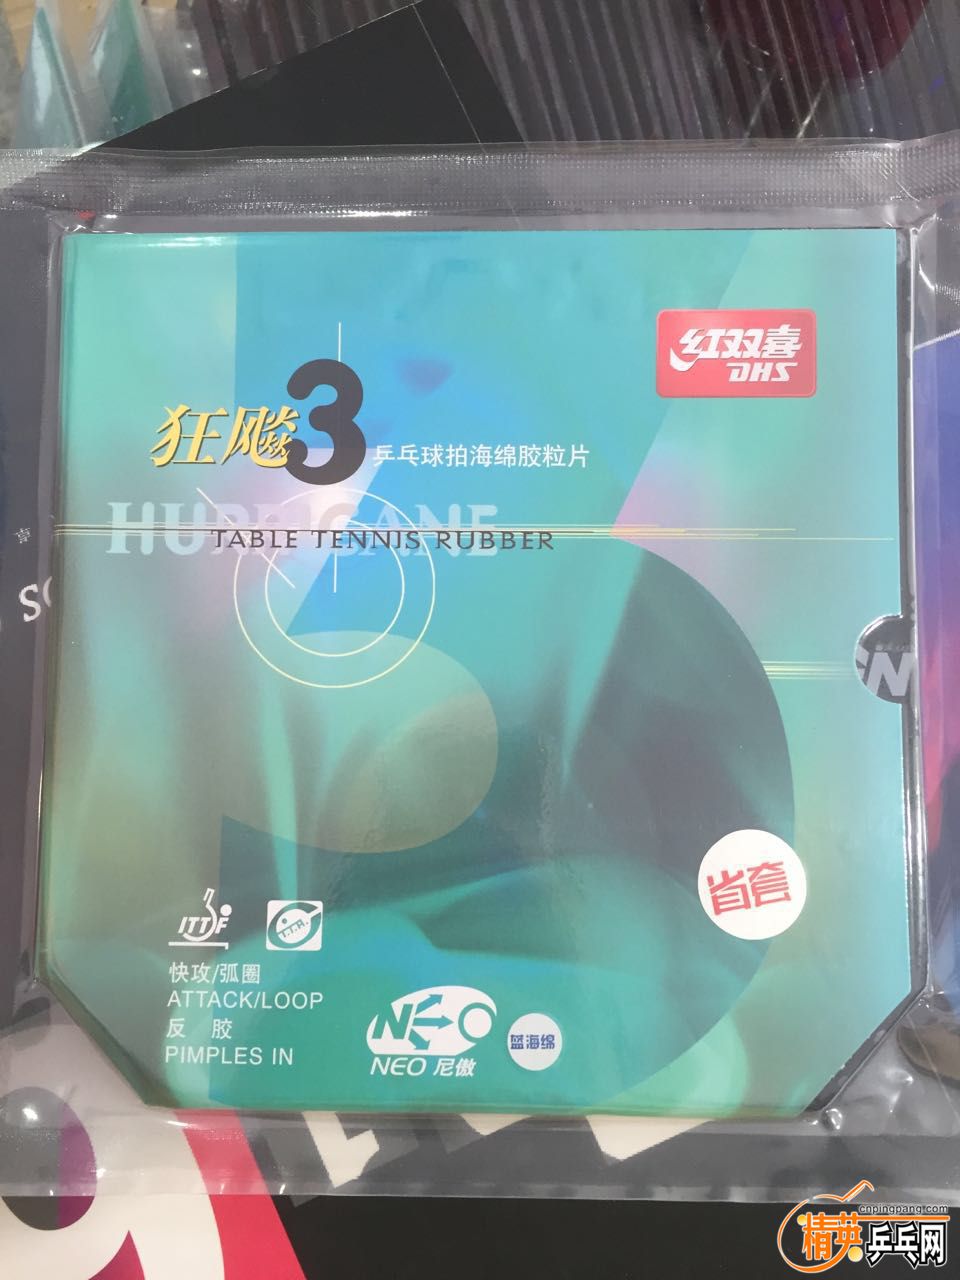 红双喜
DHS
狂飚3
乒乓球拍海绵胶粒片
HURRICANE
TABLE TENNIS RUBBER
喜
SO
N
省套
ITTF
T.T.A.
快攻/弧圈
ATTACK/LOOP
反 胶
PIMPLES IN
NEO
NEO 尼傲
蓝海绵
cnpingpang.com
精英乒乓网